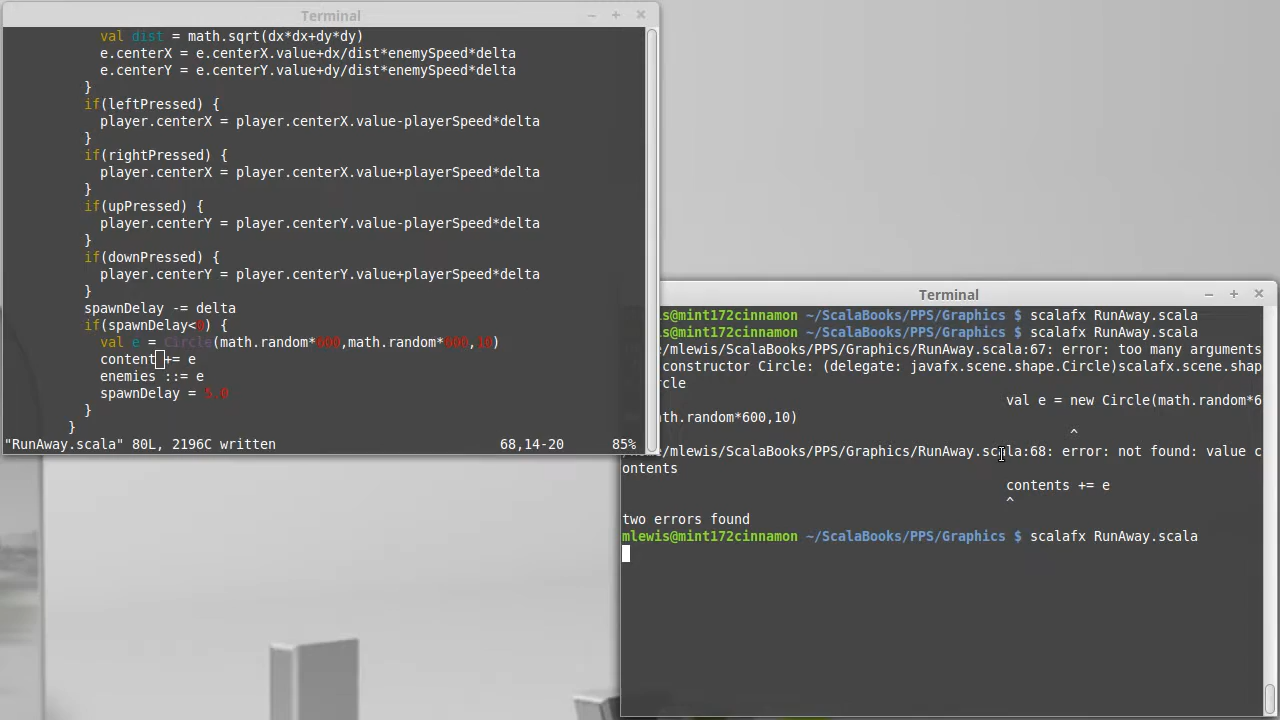 Terminal
val dist = math.sqrt(dx*dx+dy*dy)
e.centerX = e.centerX.value+dx/dist*enemySpeed*delta
e.centerY = e.centerY.value+dy/dist*enemySpeed*delta
}
if(leftPressed) {
player.centerX = player.centerX.value-playerSpeed*delta
}
if(rightPressed) {
player.centerX = player.centerX.value+playerSpeed*delta
}
if(upPressed) {
player.centerY = player.centerY.value-playerSpeed*delta
}
if(downPressed) {
player.centerY = player.centerY.value+playerSpeed*delta
}
spawnDelay -= delta
if(spawnDelay<0) {
val e = Circle(math.random*600,math.random*600,10)
content += e
enemies ::= e
spawnDelay = 5.0
}
}
"RunAway.scala" 80L, 2196C written 68,14-20 85%
Terminal
is@mint172cinnamon ~/ScalaBooks/PPS/Graphics $ scalafx RunAway.scala
is@mint172cinnamon ~/ScalaBooks/PPS/Graphics $ scalafx RunAway.scala
e/mlewis/ScalaBooks/PPS/Graphics/RunAway.scala:67: error: too many arguments
constructor Circle: (delegate: javafx.scene.shape.Circle)scalafx.scene.shap
rcle
val e = new Circle(math.random*6
th.random*600,10)
^
/mlewis/ScalaBooks/PPS/Graphics/RunAway.scala:68: error: not found: value c
ontents
contents += e
^
two errors found
mlewis@mint172cinnamon ~/ScalaBooks/PPS/Graphics $ scalafx RunAway.scala